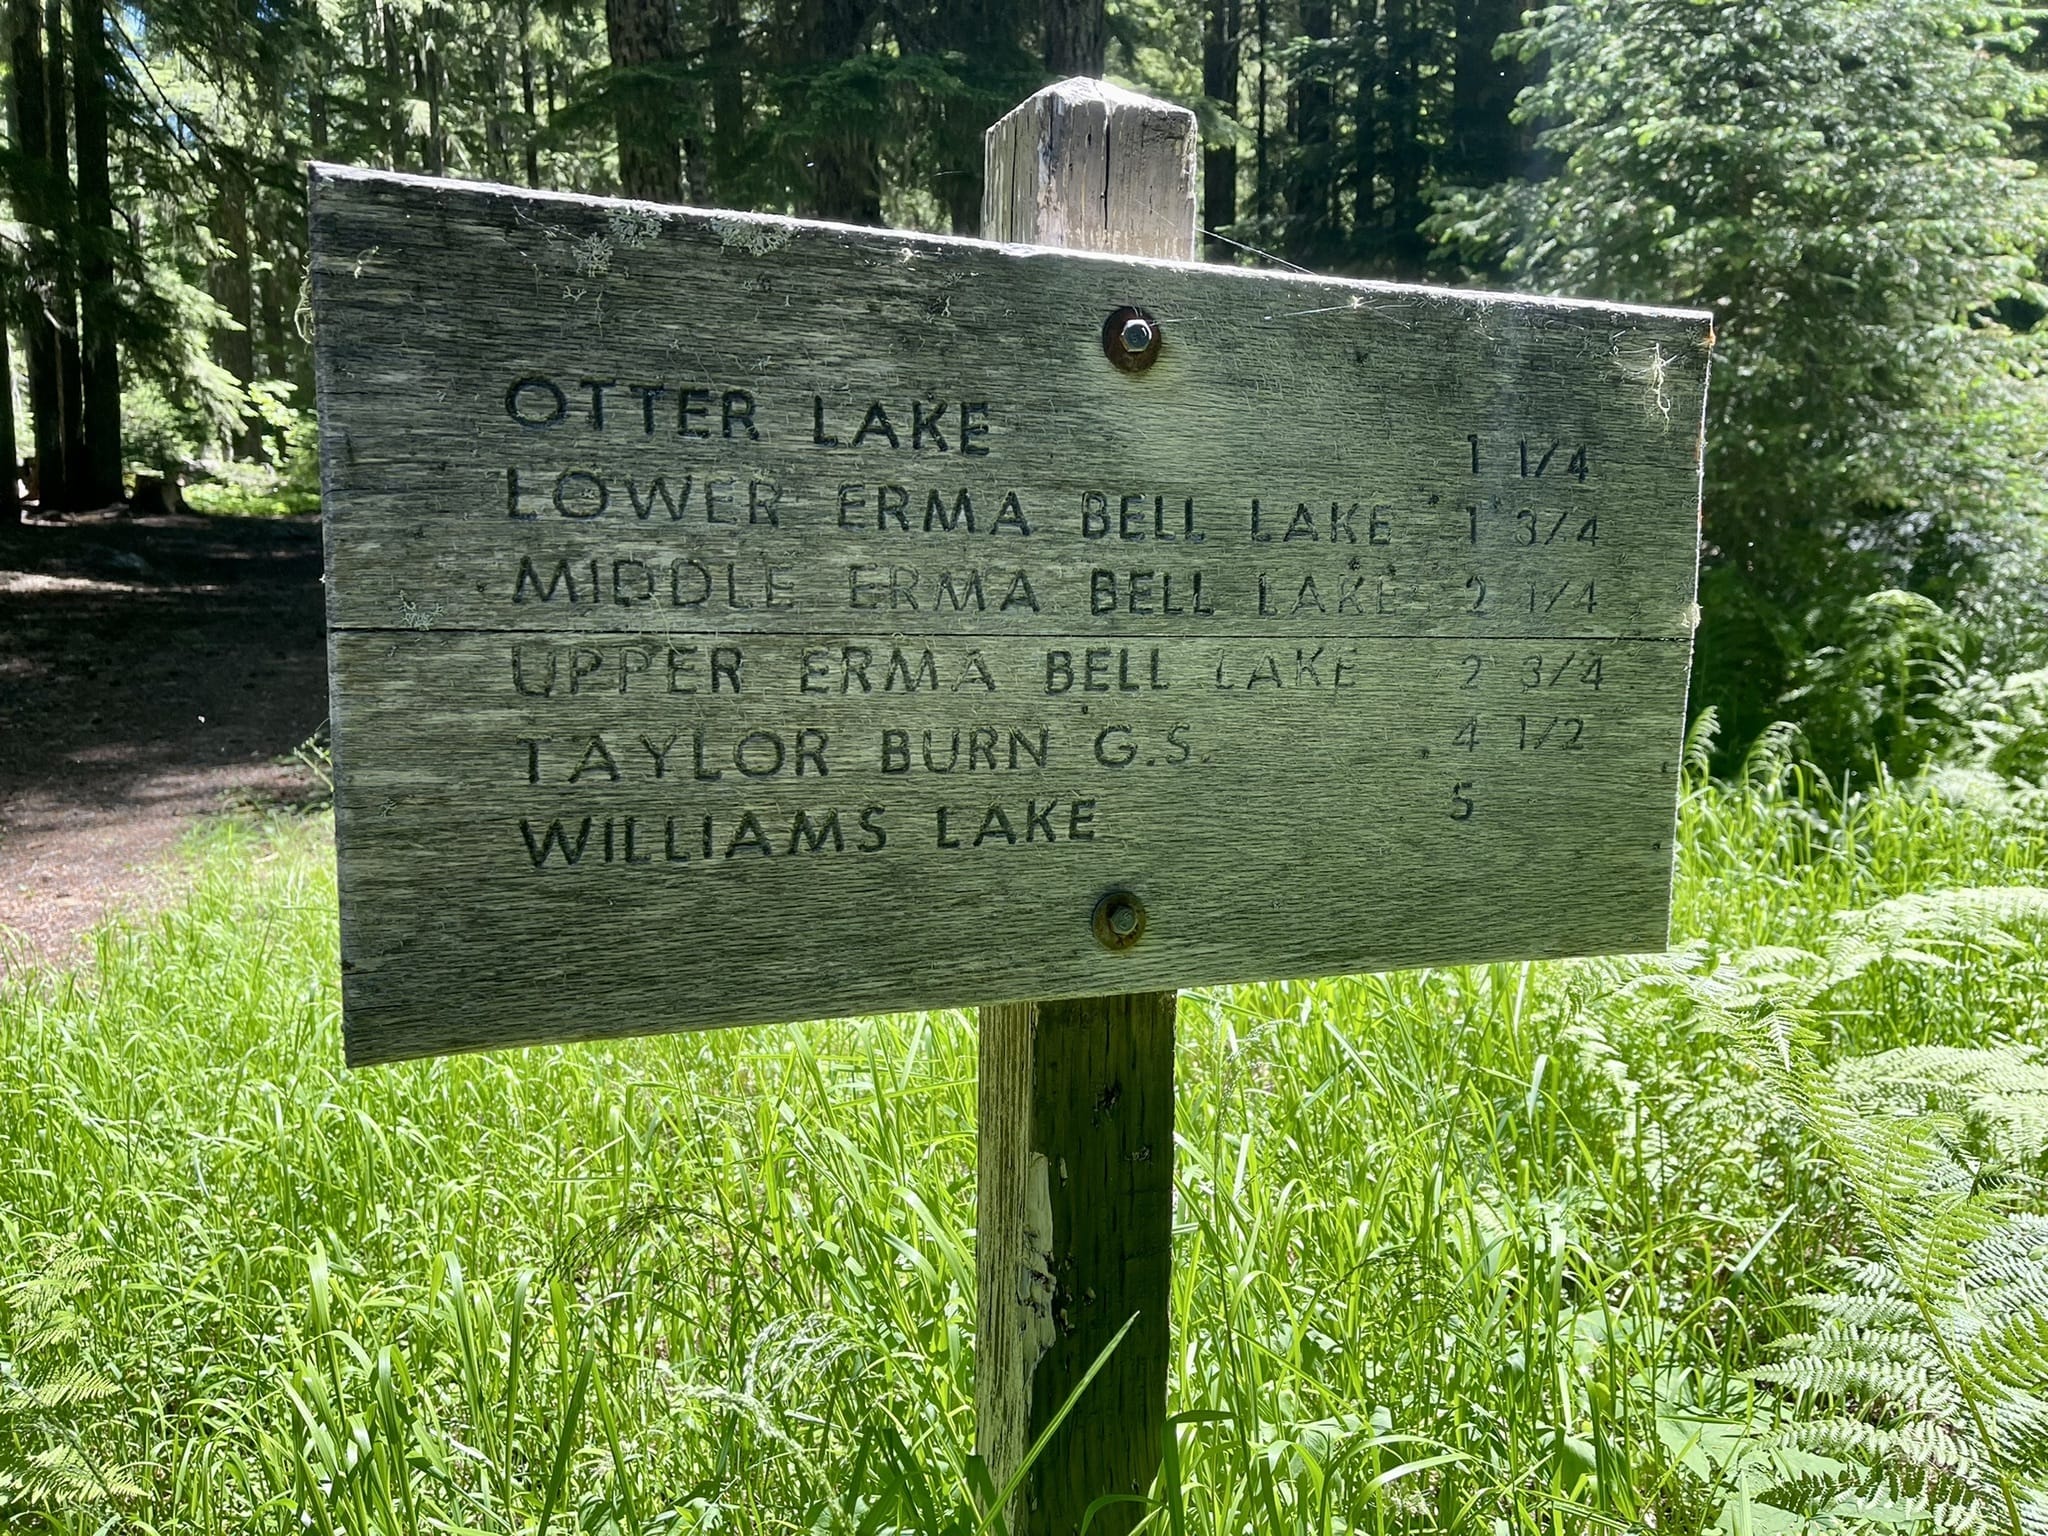 OTTER LAKE 1 1/4
LOWER ERMA BELL LAKE 1 3/4
MIDDLE ERMA BELL LAKE 2 1/4
UPPER ERMA BELL LAKE 2 3/4
TAYLOR BURN G.S. 4 1/2
WILLIAMS LAKE 5